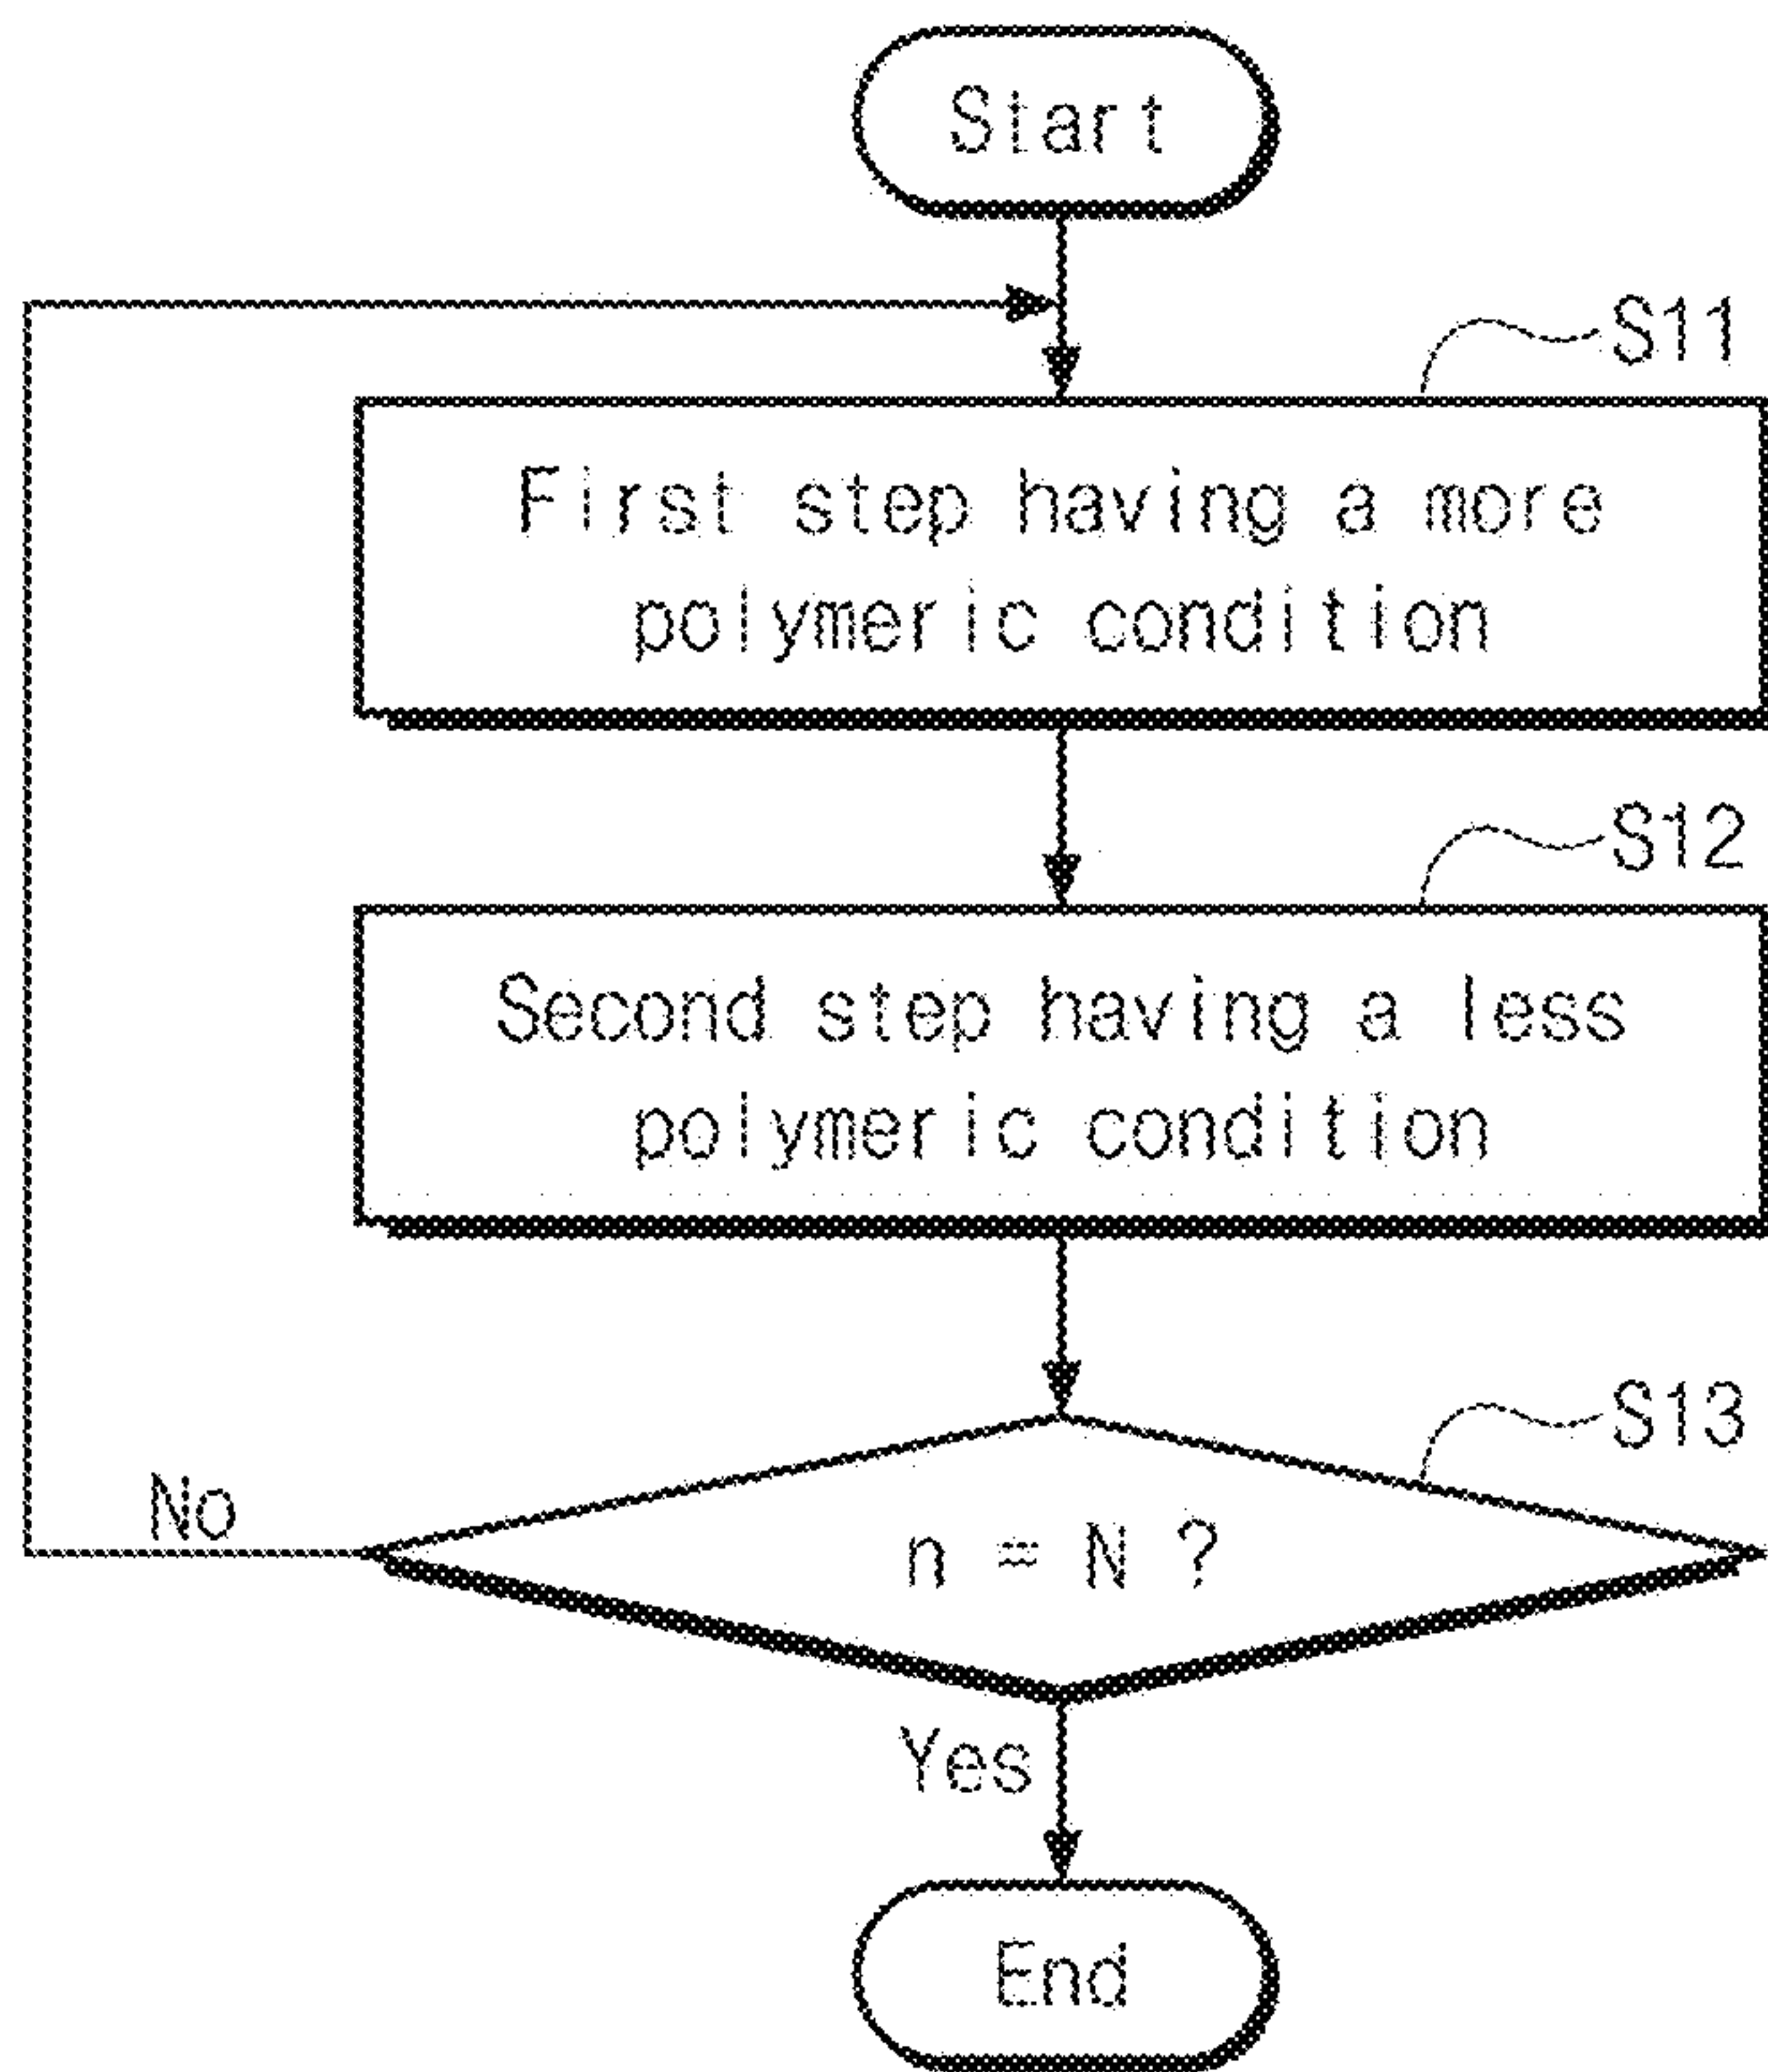 Start
S11
First step having a more
polymeric condition
S12
Second step having a less
polymeric condition
S13
No
n = N ?
Yes
End